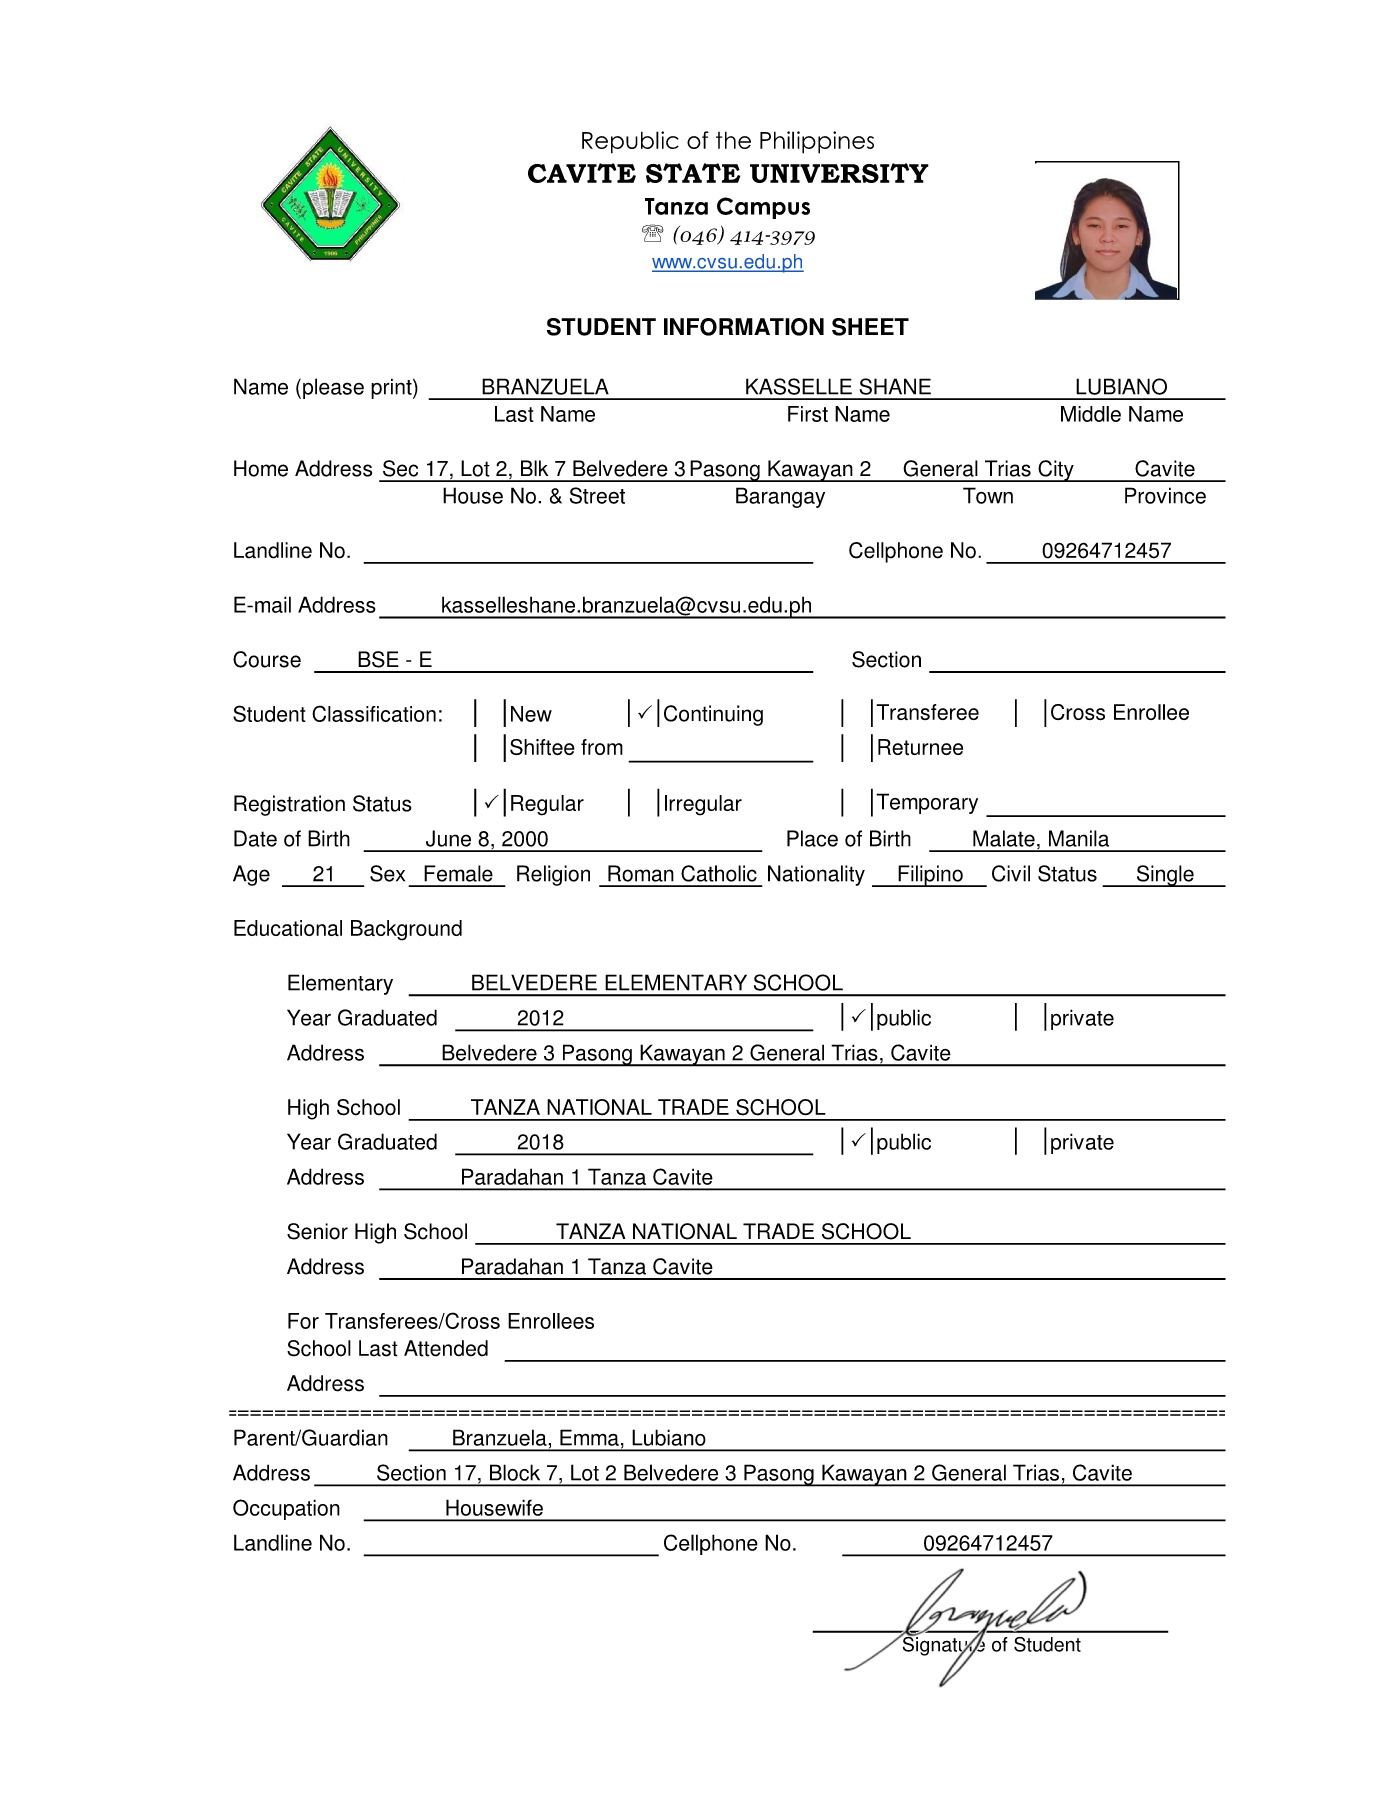 Republic of the Philippines
CAVITE STATE UNIVERSITY
Tanza Campus
☏ (046) 414-3979
www.cvsu.edu.ph
CAVITE STATE UNIVERSITY
CAVITE PHILIPPINES
1906
STUDENT INFORMATION SHEET
Name (please print) BRANZUELA KASSELLE SHANE LUBIANO
Last Name First Name Middle Name
Home Address Sec 17, Lot 2, Blk 7 Belvedere 3 Pasong Kawayan 2 General Trias City Cavite
House No. & Street Barangay Town Province
Landline No. Cellphone No. 09264712457
E-mail Address kasselleshane.branzuela@cvsu.edu.ph
Course BSE - E Section
Student Classification: New ✓ Continuing Transferee Cross Enrollee
Shiftee from Returnee
Registration Status ✓ Regular Irregular Temporary
Date of Birth June 8, 2000 Place of Birth Malate, Manila
Age 21 Sex Female Religion Roman Catholic Nationality Filipino Civil Status Single
Educational Background
Elementary BELVEDERE ELEMENTARY SCHOOL
Year Graduated 2012 ✓ public private
Address Belvedere 3 Pasong Kawayan 2 General Trias, Cavite
High School TANZA NATIONAL TRADE SCHOOL
Year Graduated 2018 ✓ public private
Address Paradahan 1 Tanza Cavite
Senior High School TANZA NATIONAL TRADE SCHOOL
Address Paradahan 1 Tanza Cavite
For Transferees/Cross Enrollees
School Last Attended
Address
Parent/Guardian Branzuela, Emma, Lubiano
Address Section 17, Block 7, Lot 2 Belvedere 3 Pasong Kawayan 2 General Trias, Cavite
Occupation Housewife
Landline No. Cellphone No. 09264712457
Branzuela
Signature of Student